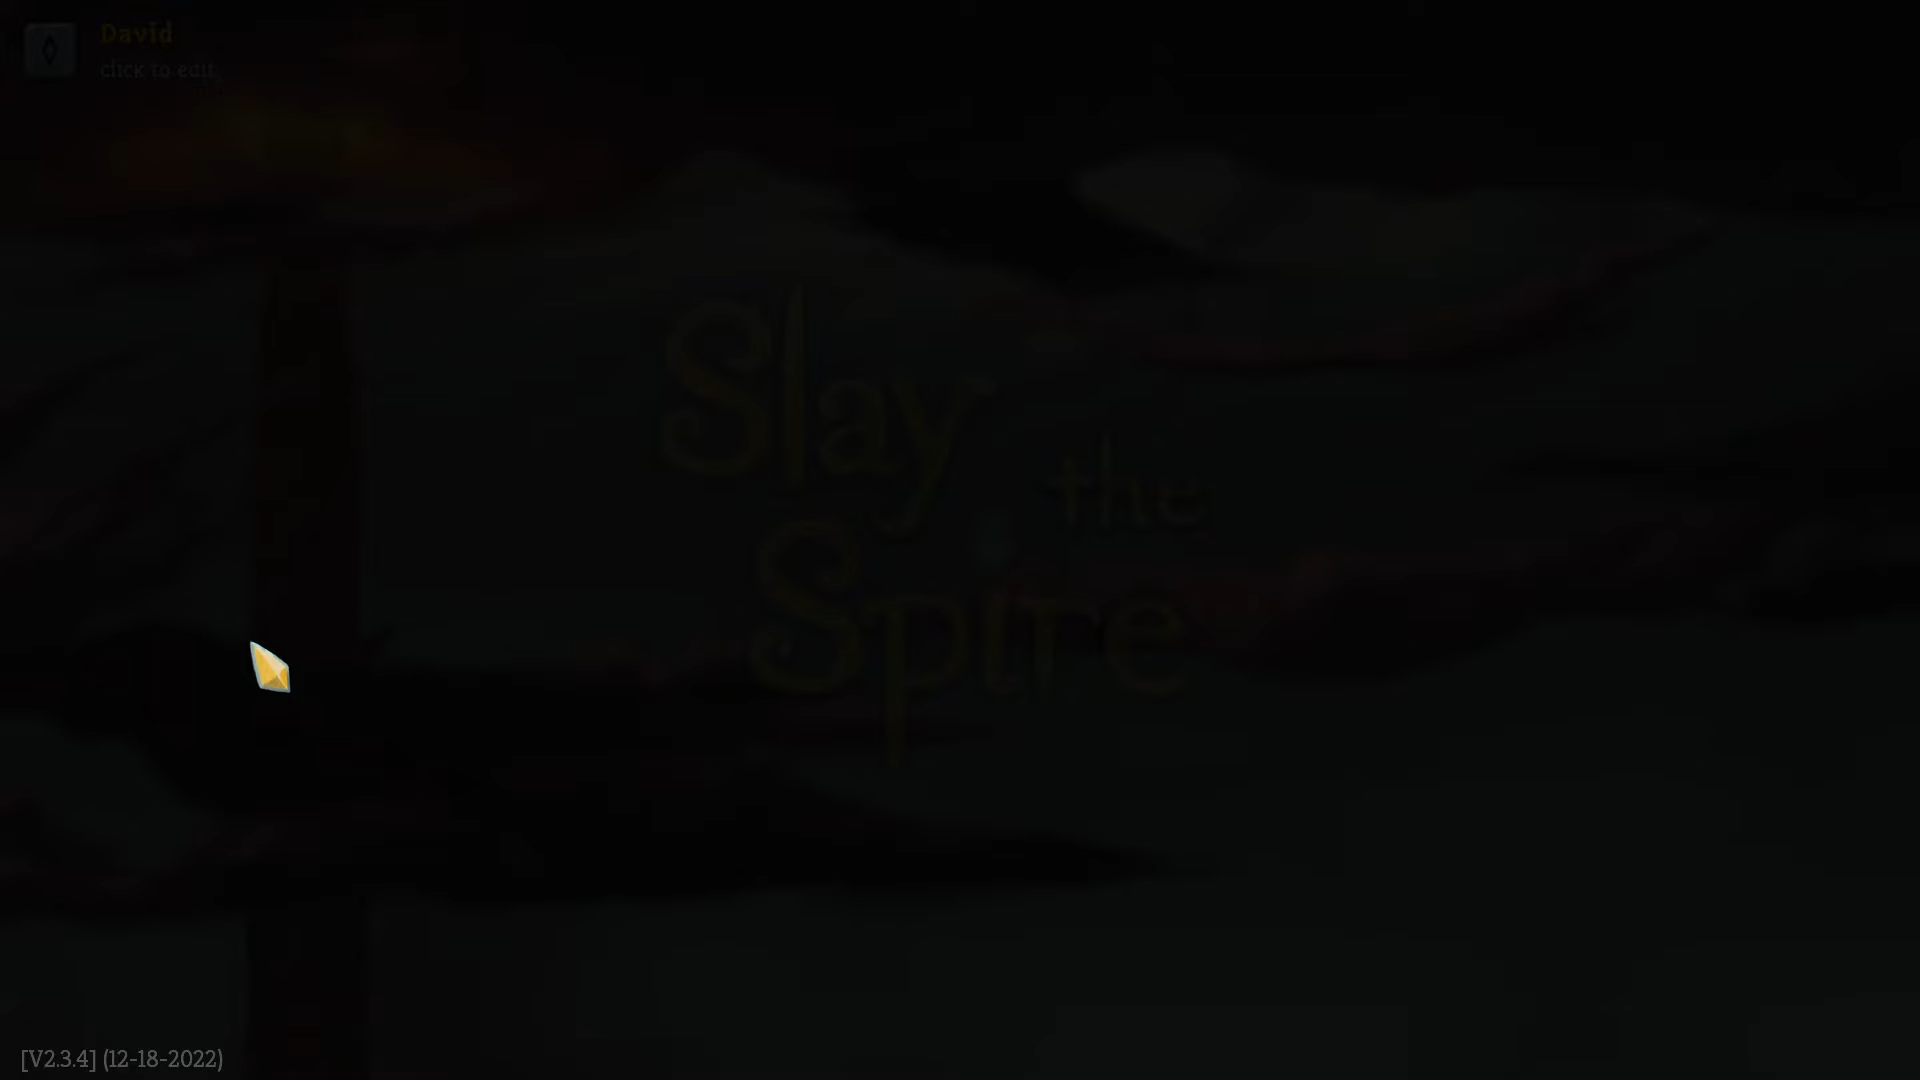 David
click to edit
Slay
the
Spire
[V2.3.4] (12-18-2022)